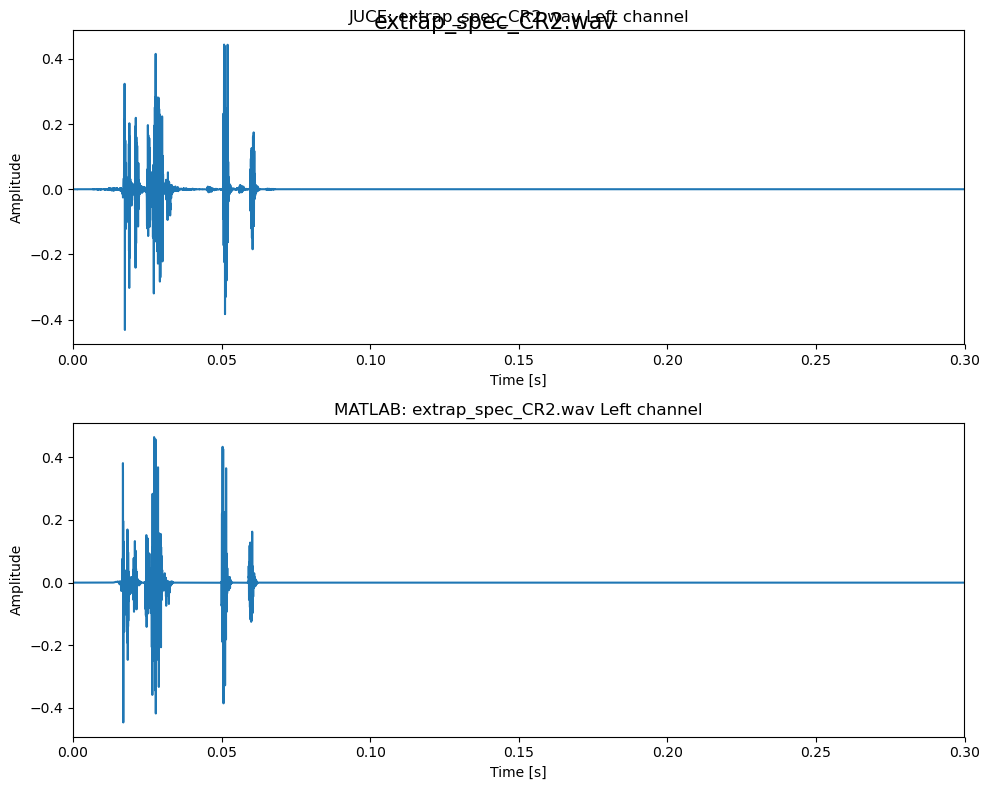 JUCE: extrap_spec_CR2.wav Left channel
extrap_spec_CR2.wav
0.4
0.2
0.0
−0.2
−0.4
Amplitude
0.00 0.05 0.10 0.15 0.20 0.25 0.30
Time [s]
MATLAB: extrap_spec_CR2.wav Left channel
0.4
0.2
0.0
−0.2
−0.4
Amplitude
0.00 0.05 0.10 0.15 0.20 0.25 0.30
Time [s]